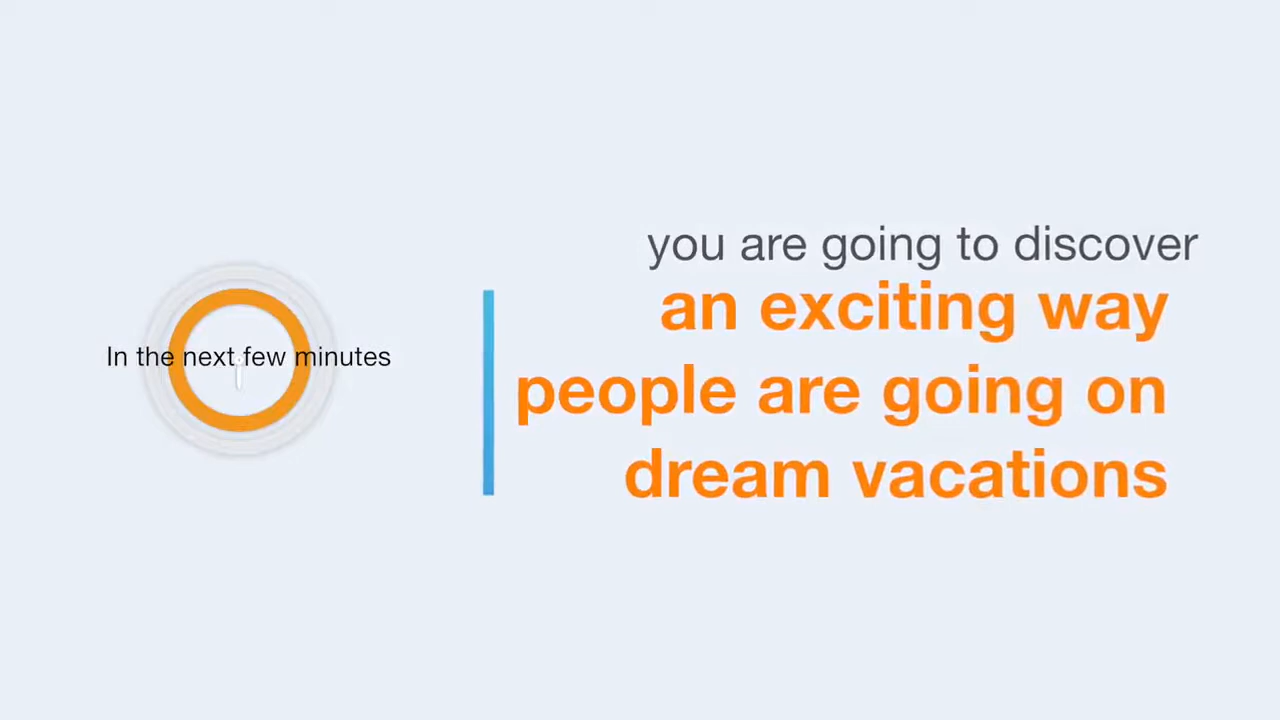 In the next few minutes
you are going to discover
an exciting way
people are going on
dream vacations